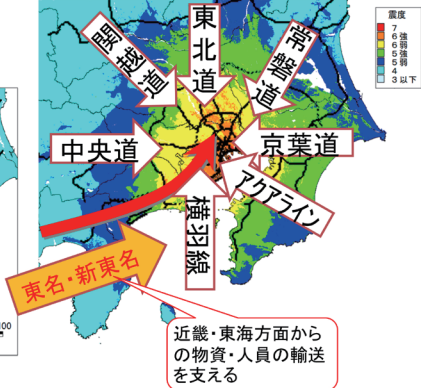 震度
7
6強
6弱
5強
5弱
4
3以下
関越道
東北道
常磐道
中央道
京葉道
アクアライン
横羽線
東名・新東名
近畿・東海方面から
の物資・人員の輸送
を支える
100